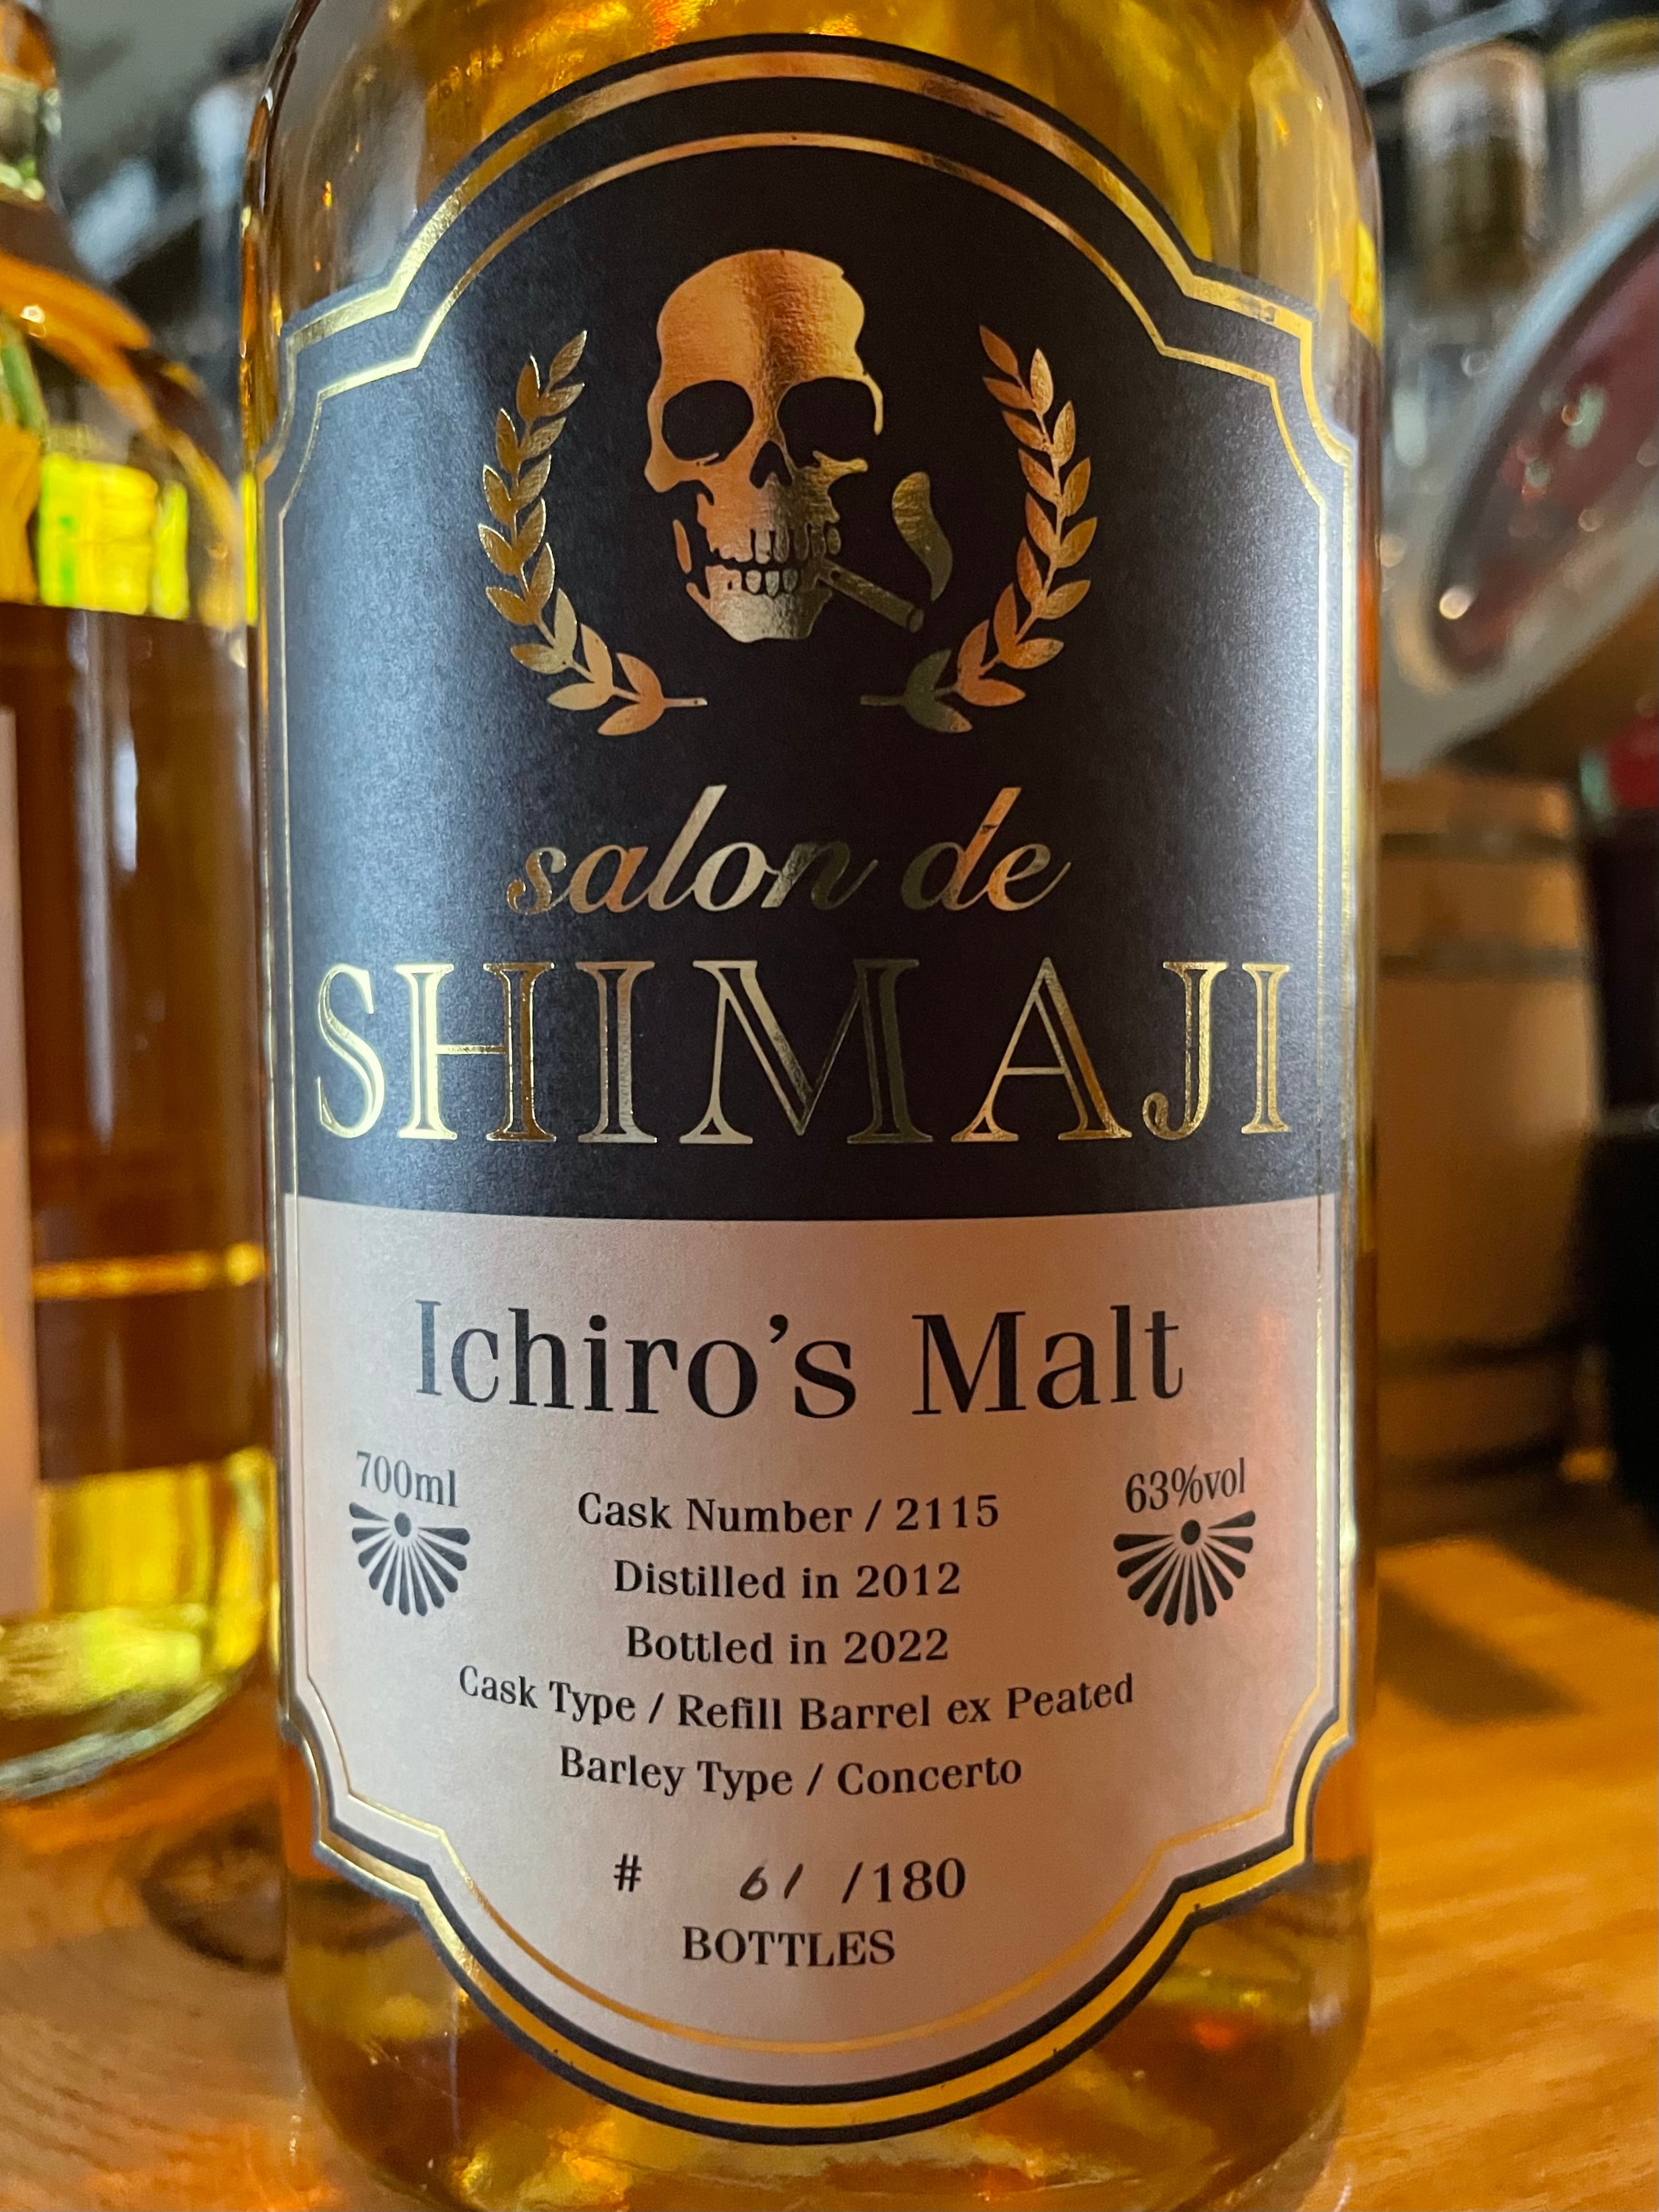 salon de
SHIMAJI
Ichiro's Malt
700ml
63%vol
Cask Number / 2115
Distilled in 2012
Bottled in 2022
Cask Type / Refill Barrel ex Peated
Barley Type / Concerto
# 61 /180
BOTTLES